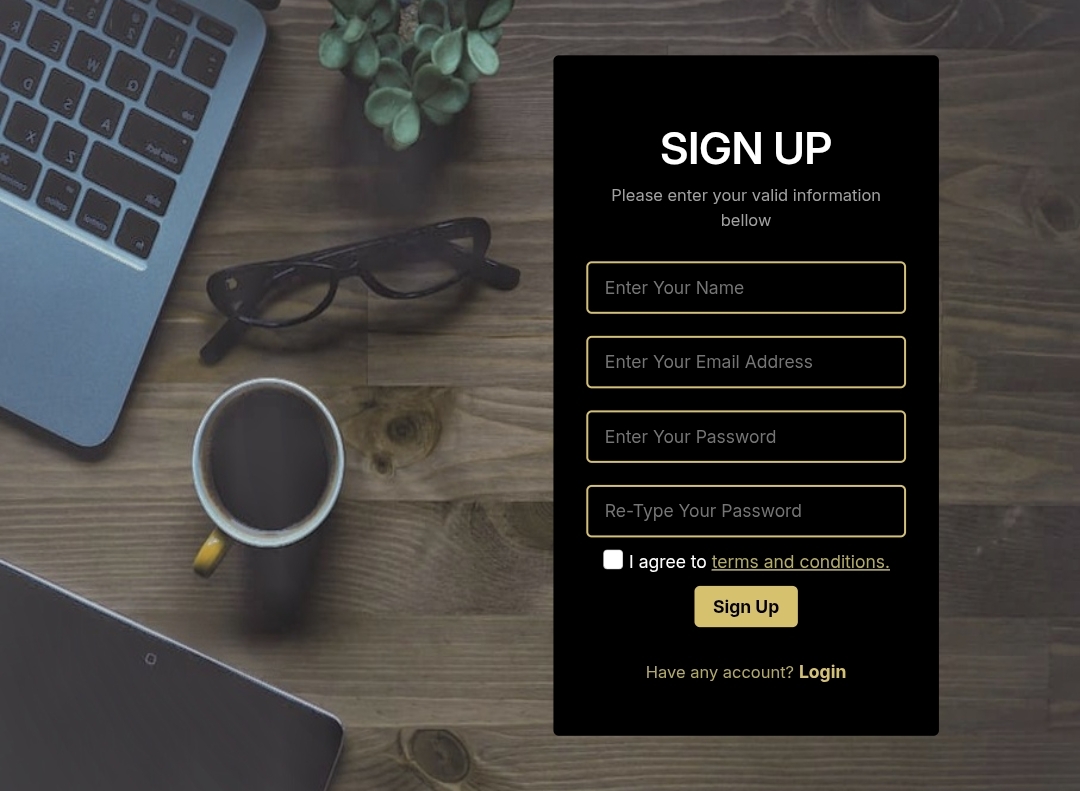 SIGN UP
Please enter your valid information
bellow
Enter Your Name
Enter Your Email Address
Enter Your Password
Re-Type Your Password
I agree to terms and conditions.
Sign Up
Have any account? Login